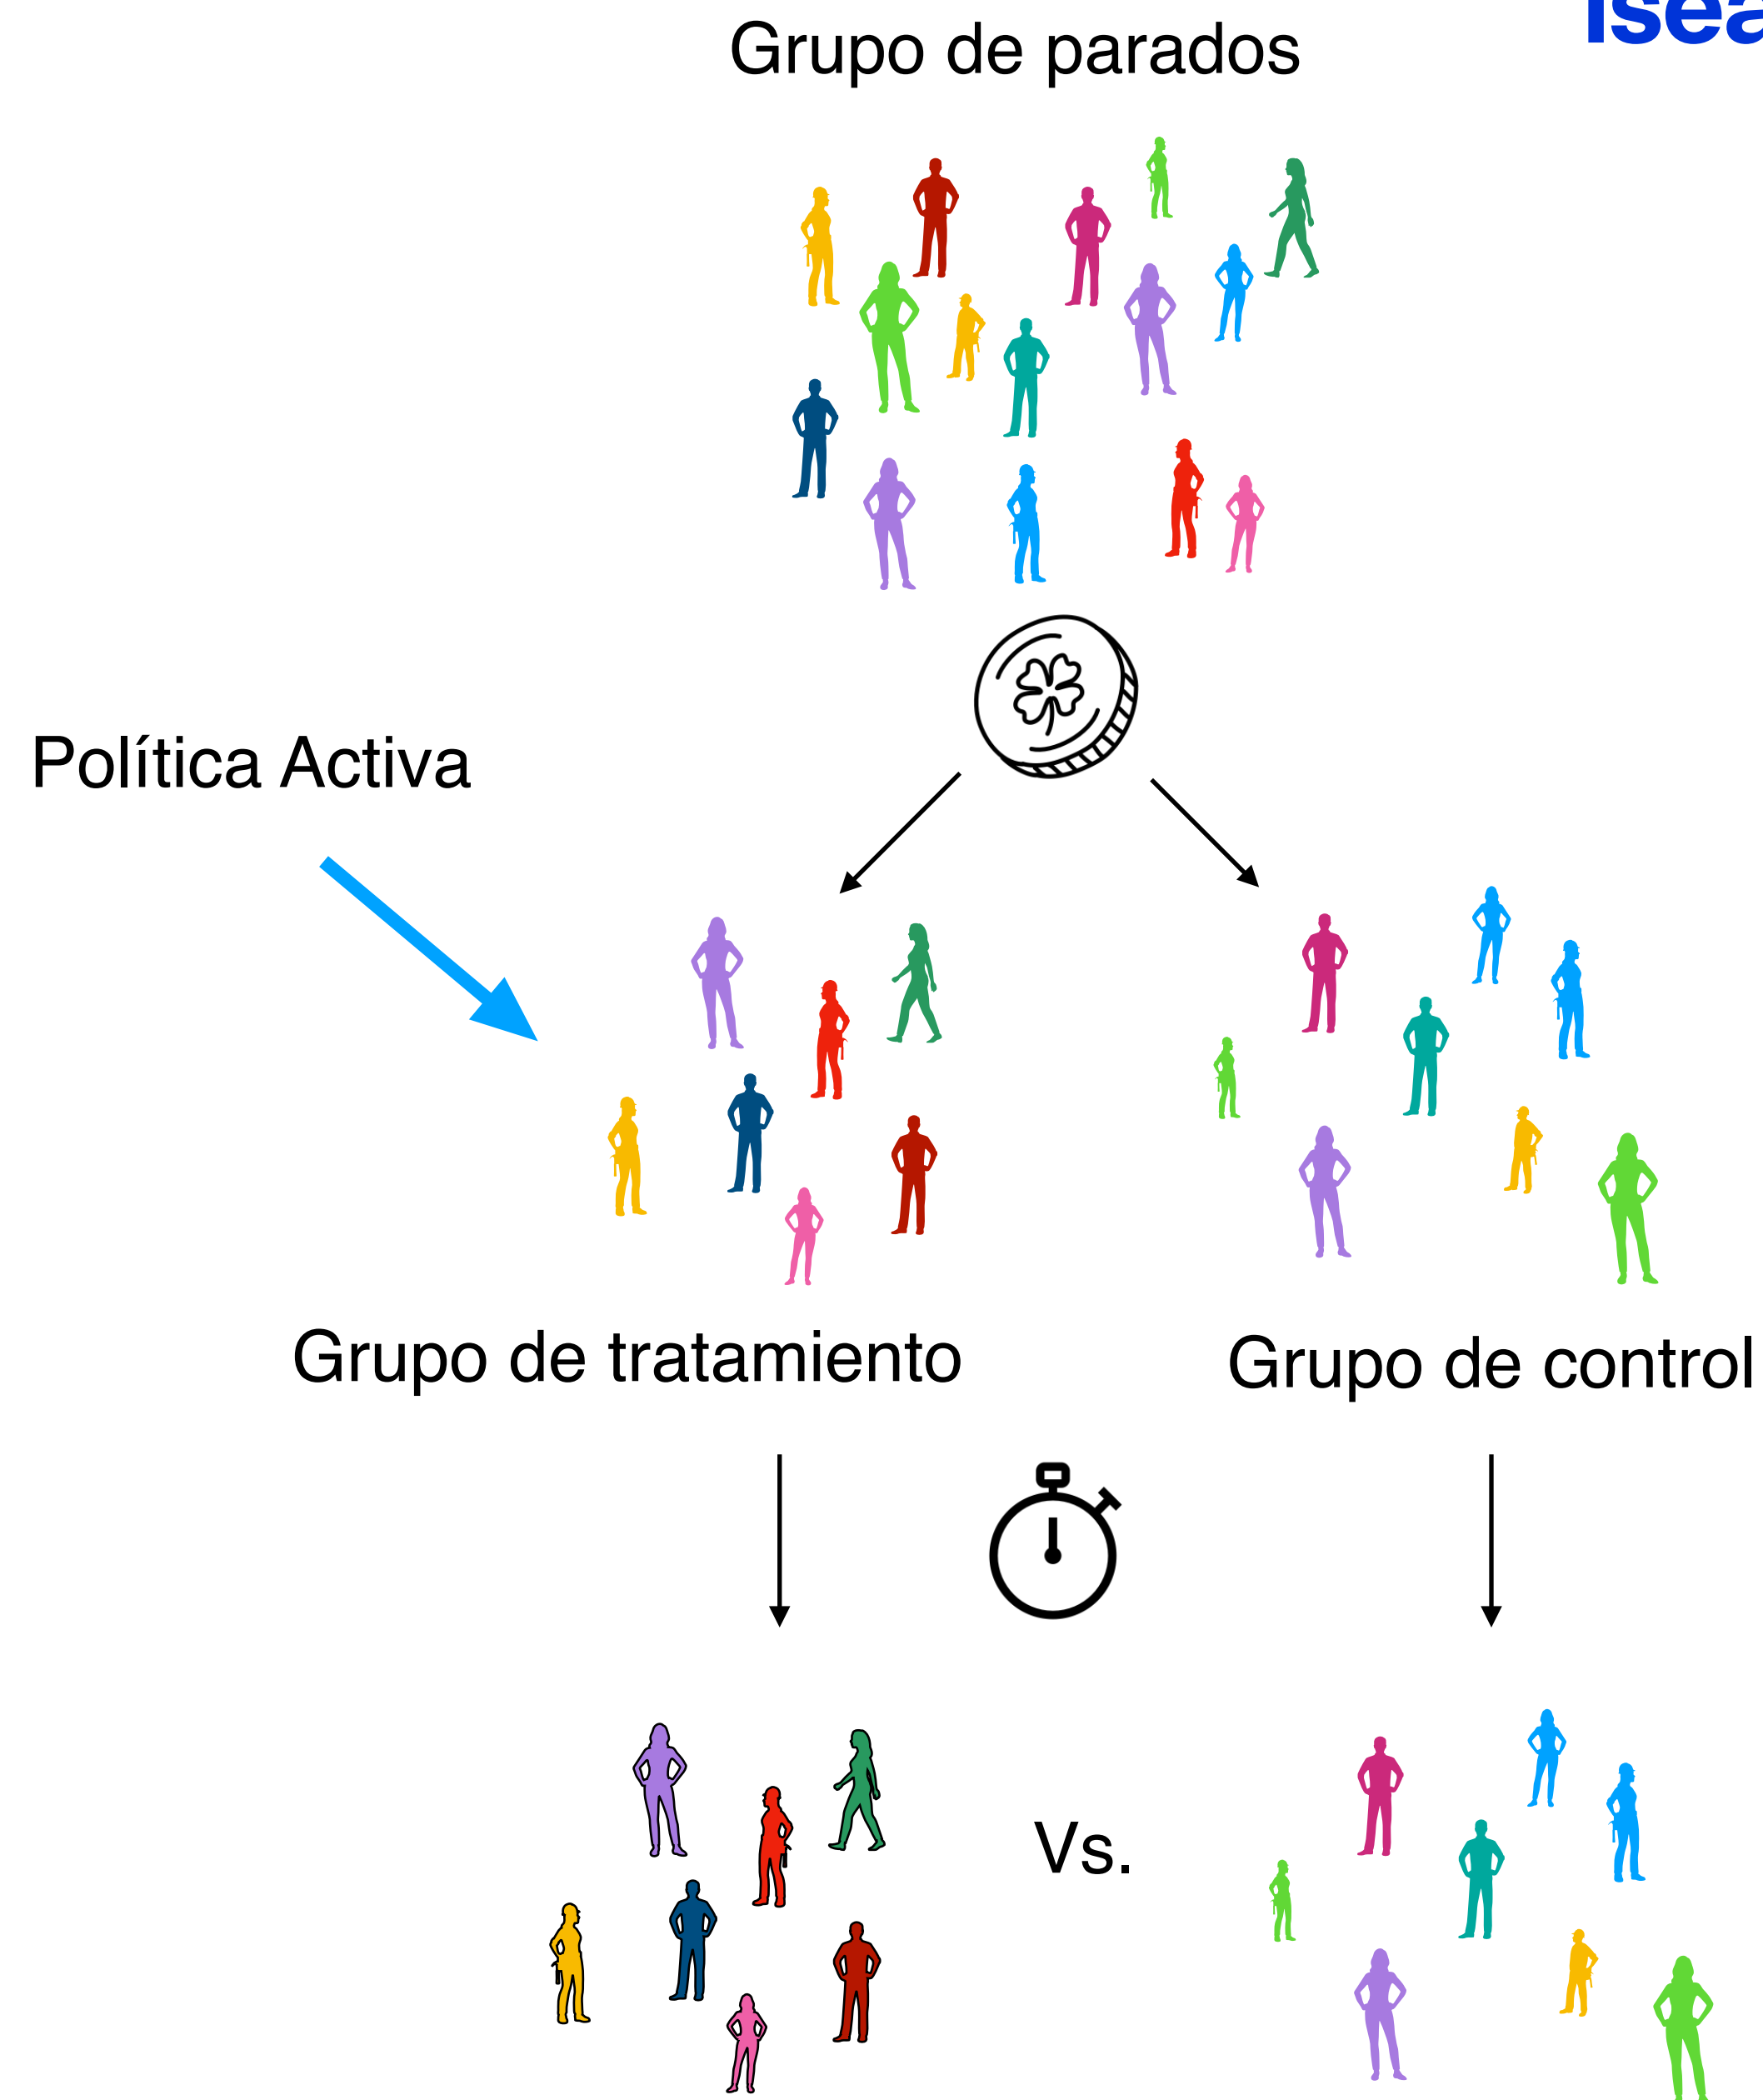 Grupo de parados
Política Activa
Grupo de tratamiento
Grupo de control
Vs.